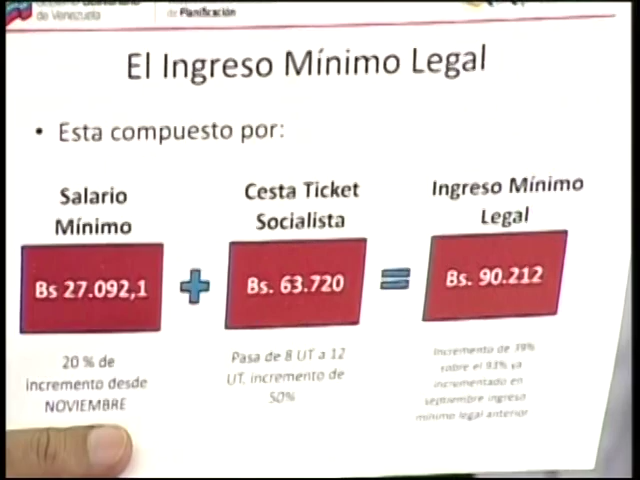 de Venezuela
de Planificación
El Ingreso Mínimo Legal
• Esta compuesto por:
Salario
Mínimo
Bs 27.092,1
20 % de
incremento desde
NOVIEMBRE
+
Cesta Ticket
Socialista
Bs. 63.720
Pasa de 8 UT a 12
UT, incremento de
50%
=
Ingreso Mínimo
Legal
Bs. 90.212
Incremento de 39%
sobre el 93% ya
incrementado en
septiembre ingreso
mínimo legal anterior